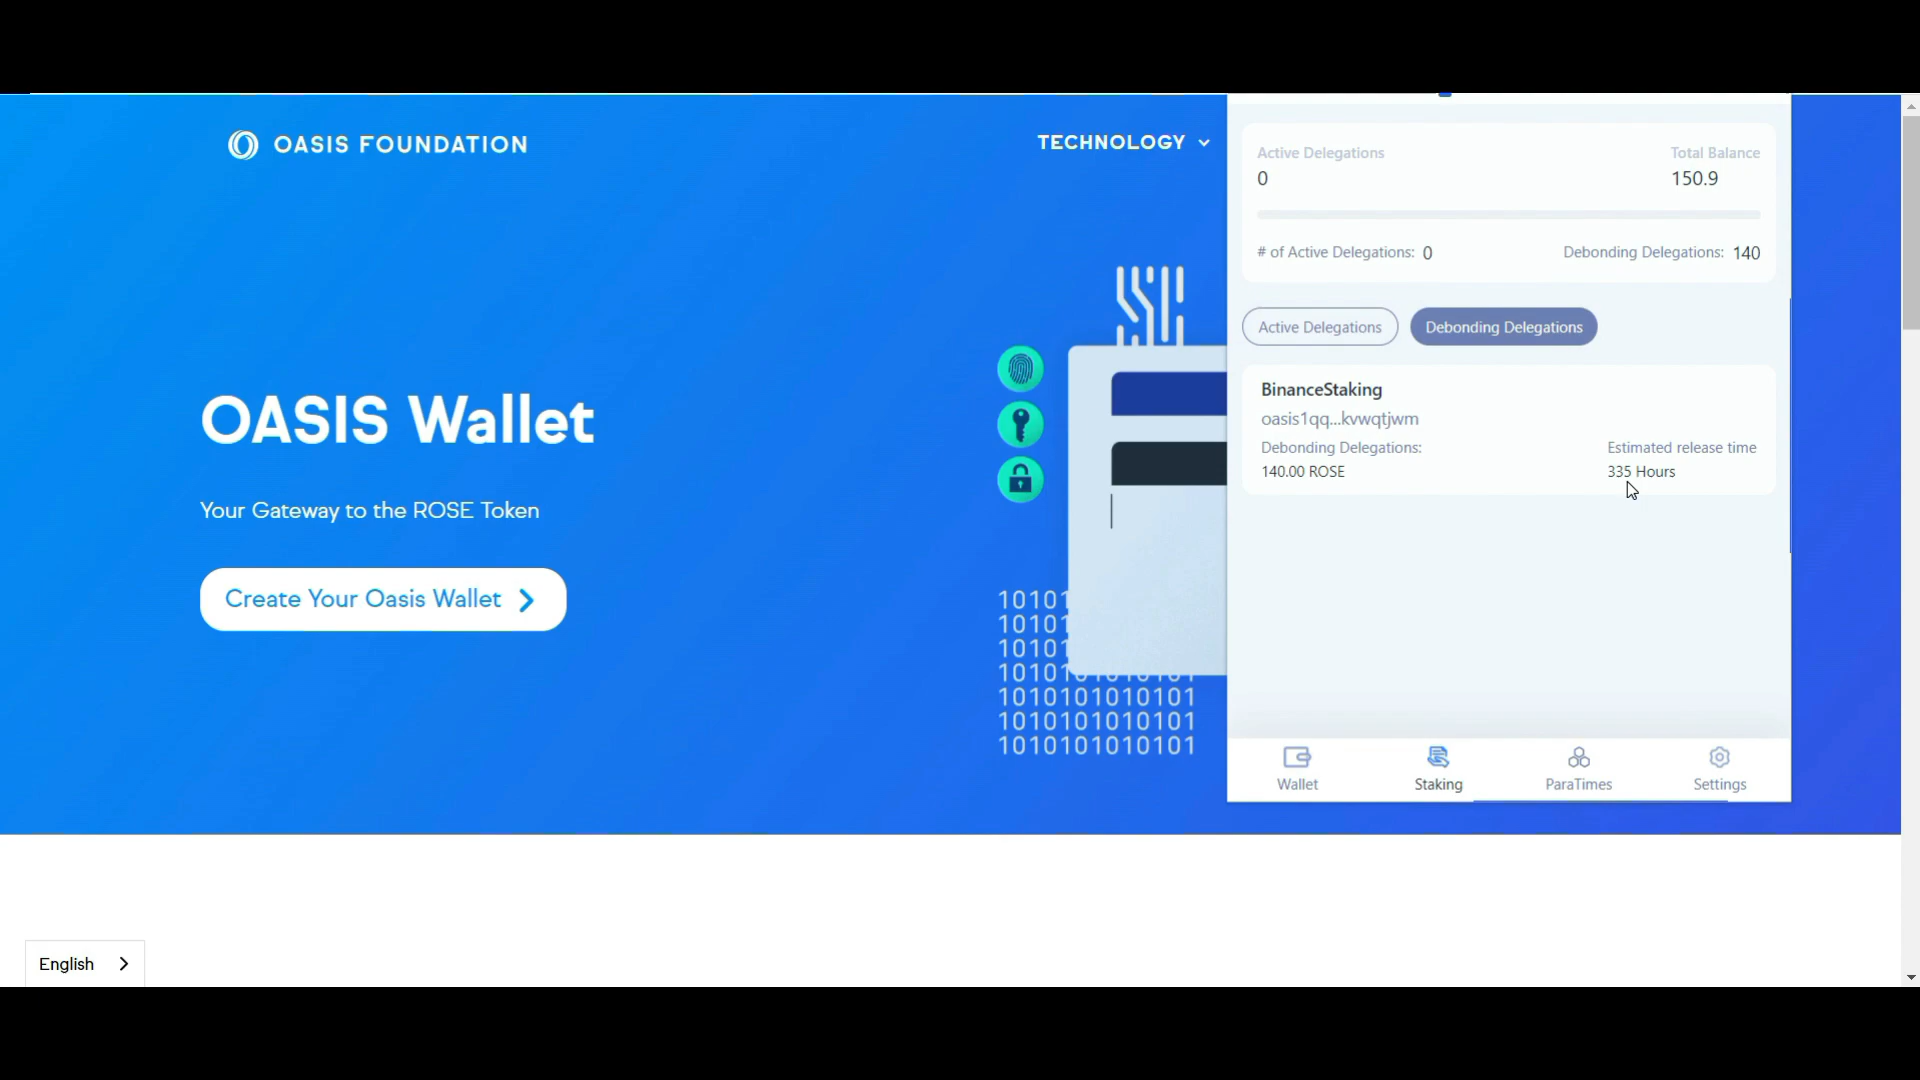 OASIS FOUNDATION
TECHNOLOGY
OASIS Wallet
Your Gateway to the ROSE Token
Create Your Oasis Wallet
10101
10101
10101
1010101010101
1010101010101
1010101010101
1010101010101
Active Delegations
Total Balance
0
150.9
# of Active Delegations: 0
Debonding Delegations: 140
Active Delegations
Debonding Delegations
BinanceStaking
oasis1qq...kvwqtjwm
Debonding Delegations:
Estimated release time
140.00 ROSE
335 Hours
Wallet
Staking
ParaTimes
Settings
English